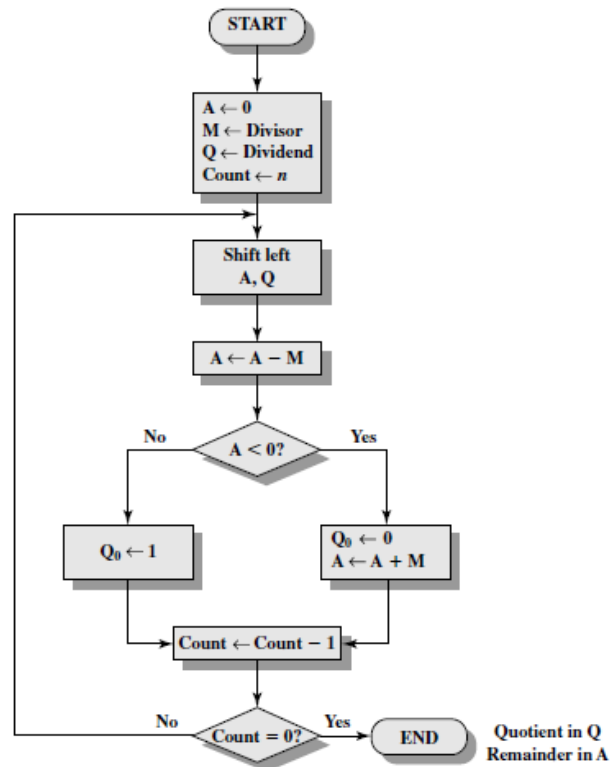 START
A ← 0
M ← Divisor
Q ← Dividend
Count ← n
Shift left
A, Q
A ← A − M
No
A < 0?
Yes
Q₀ ← 1
Q₀ ← 0
A ← A + M
Count ← Count − 1
No
Count = 0?
Yes
END
Quotient in Q
Remainder in A